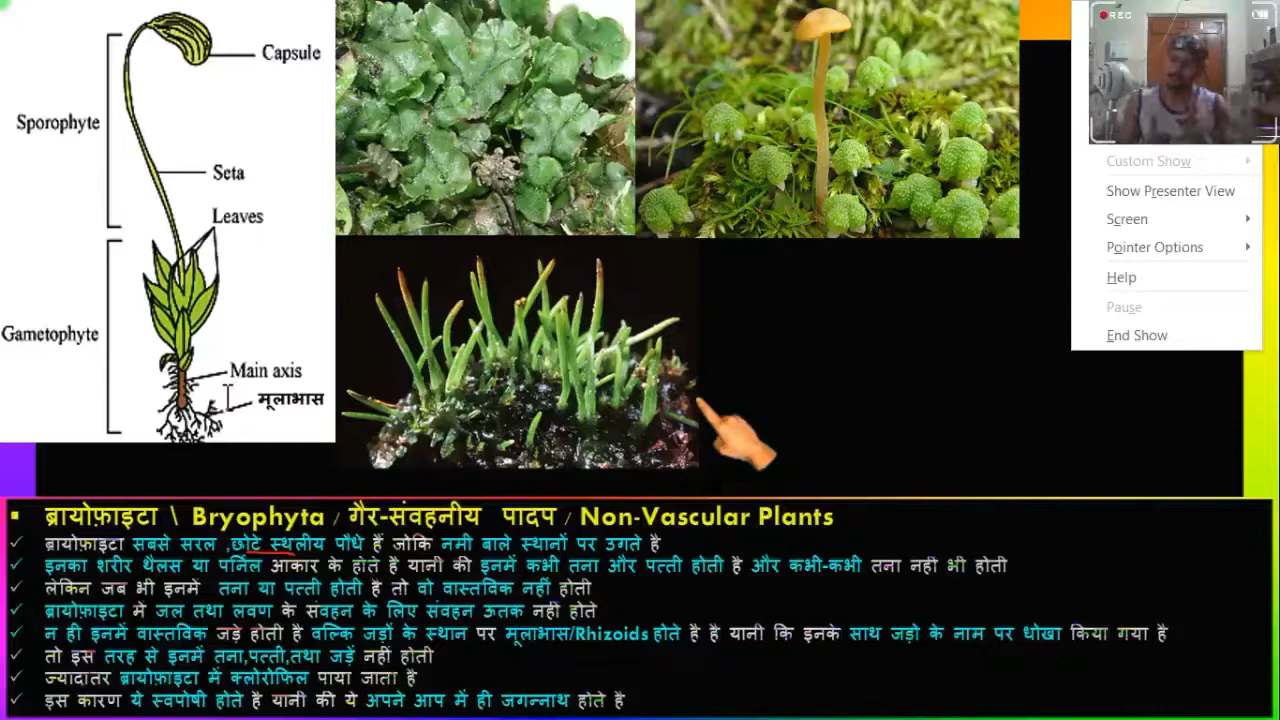 Capsule
Sporophyte
Seta
Leaves
Gametophyte
Main axis
मूलाभास
REC
Custom Show
Show Presenter View
Screen
Pointer Options
Help
Pause
End Show
ब्रायोफ़ाइटा \ Bryophyta / गैर-संवहनीय पादप / Non-Vascular Plants
ब्रायोफ़ाइटा सबसे सरल ,छोटे स्थलीय पौधे हैं जोकि नमी बाले स्थानों पर उगते है
इनका शरीर थैलस या पर्निल आकार के होते है यानी की इनमें कभी तना और पत्ती होती है और कभी-कभी तना नही भी होती
लेकिन जब भी इनमें तना या पत्ती होती है तो वो वास्तविक नहीं होती
ब्रायोफ़ाइटा में जल तथा लवण के संवहन के लिए संवहन ऊतक नहीं होते
न ही इनमें वास्तविक जड़े होती है वल्कि जड़ों के स्थान पर मूलाभास/Rhizoids होते है है यानी कि इनके साथ जड़ो के नाम पर धोखा किया गया है
तो इस तरह से इनमें तना,पत्ती,तथा जड़ें नहीं होती
ज्यादातर ब्रायोफ़ाइटा में क्लोरोफिल पाया जाता है
इस कारण ये स्वपोषी होते है यानी की ये अपने आप में ही जगन्नाथ होते है